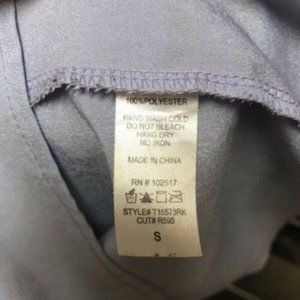 100%POLYESTER
HAND WASH COLD
DO NOT BLEACH
HANG DRY
NO IRON
MADE IN CHINA
RN # 102517
STYLE# T16573RK
CUT# R595
S